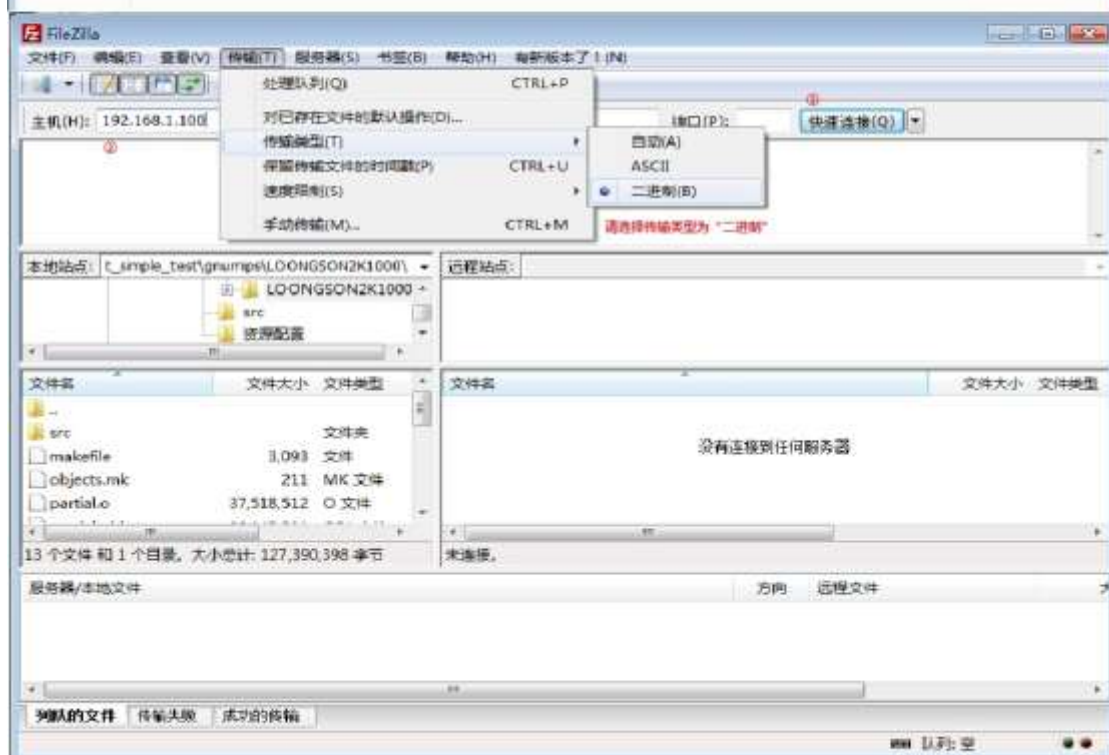 FileZilla
文件(F) 编辑(E) 查看(V) 传输(T) 服务器(S) 书签(B) 帮助(H) 有新版本了！(N)
处理队列(Q) CTRL+P
主机(H): 192.168.1.100 端口(P): 快速连接(Q)
对已存在文件的默认操作(D)...
传输类型(T) 自动(A)
保留传输文件的时间戳(P) CTRL+U ASCII
速度限制(S) 二进制(B)
手动传输(M)... CTRL+M 请选择传输类型为 "二进制"
本地站点: t_simple_test\gnumips\LOONGSON2K1000\ 远程站点:
LOONGSON2K1000
src
资源配置
文件名 文件大小 文件类型 文件名 文件大小 文件类型
..
src 文件夹
没有连接到任何服务器
makefile 3,093 文件
objects.mk 211 MK 文件
partial.o 37,518,512 O 文件
13 个文件 和 1 个目录。大小总计: 127,390,398 字节 未连接。
服务器/本地文件 方向 远程文件 大
列队的文件 传输失败 成功的传输
队列: 空